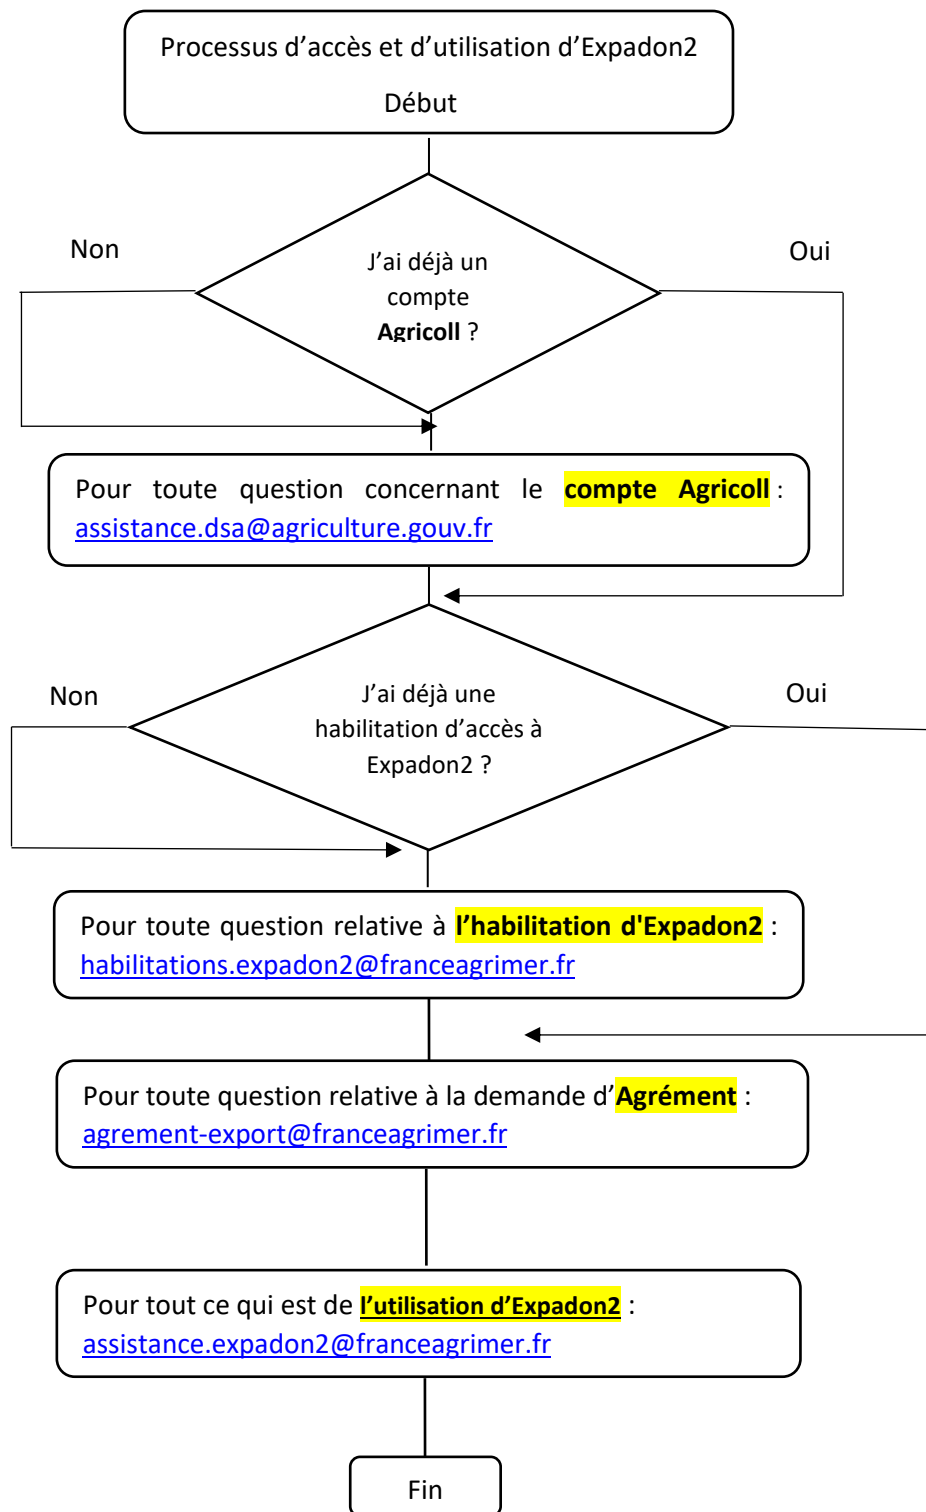 Processus d’accès et d’utilisation d’Expadon2
Début
Non
Oui
J’ai déjà un
compte
Agricoll ?
Pour toute question concernant le compte Agricoll :
assistance.dsa@agriculture.gouv.fr
Non
Oui
J’ai déjà une
habilitation d’accès à
Expadon2 ?
Pour toute question relative à l’habilitation d'Expadon2 :
habilitations.expadon2@franceagrimer.fr
Pour toute question relative à la demande d’Agrément :
agrement-export@franceagrimer.fr
Pour tout ce qui est de l’utilisation d’Expadon2 :
assistance.expadon2@franceagrimer.fr
Fin